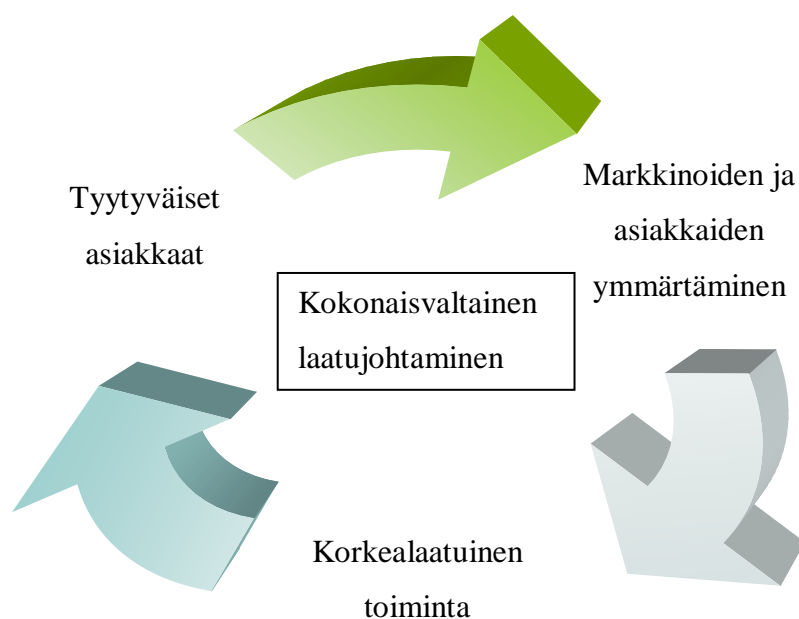 Tyytyväiset
asiakkaat
Markkinoiden ja
asiakkaiden
ymmärtäminen
Kokonaisvaltainen
laatujohtaminen
Korkealaatuinen
toiminta